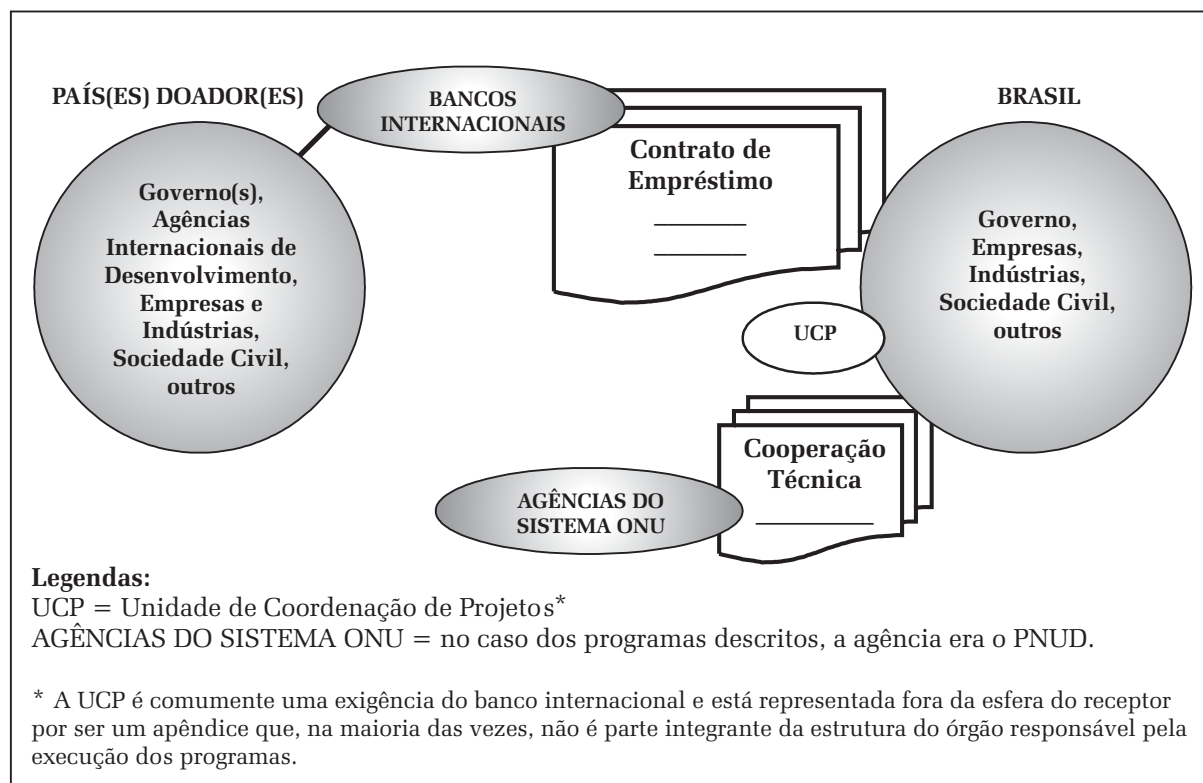 PAÍS(ES) DOADOR(ES)
BANCOS
INTERNACIONAIS
BRASIL
Governo(s),
Agências
Internacionais de
Desenvolvimento,
Empresas e
Indústrias,
Sociedade Civil,
outros
Contrato de
Empréstimo
Governo,
Empresas,
Indústrias,
Sociedade Civil,
outros
UCP
Cooperação
Técnica
AGÊNCIAS DO
SISTEMA ONU
Legendas:
UCP = Unidade de Coordenação de Projetos*
AGÊNCIAS DO SISTEMA ONU = no caso dos programas descritos, a agência era o PNUD.
* A UCP é comumente uma exigência do banco internacional e está representada fora da esfera do receptor
por ser um apêndice que, na maioria das vezes, não é parte integrante da estrutura do órgão responsável pela
execução dos programas.